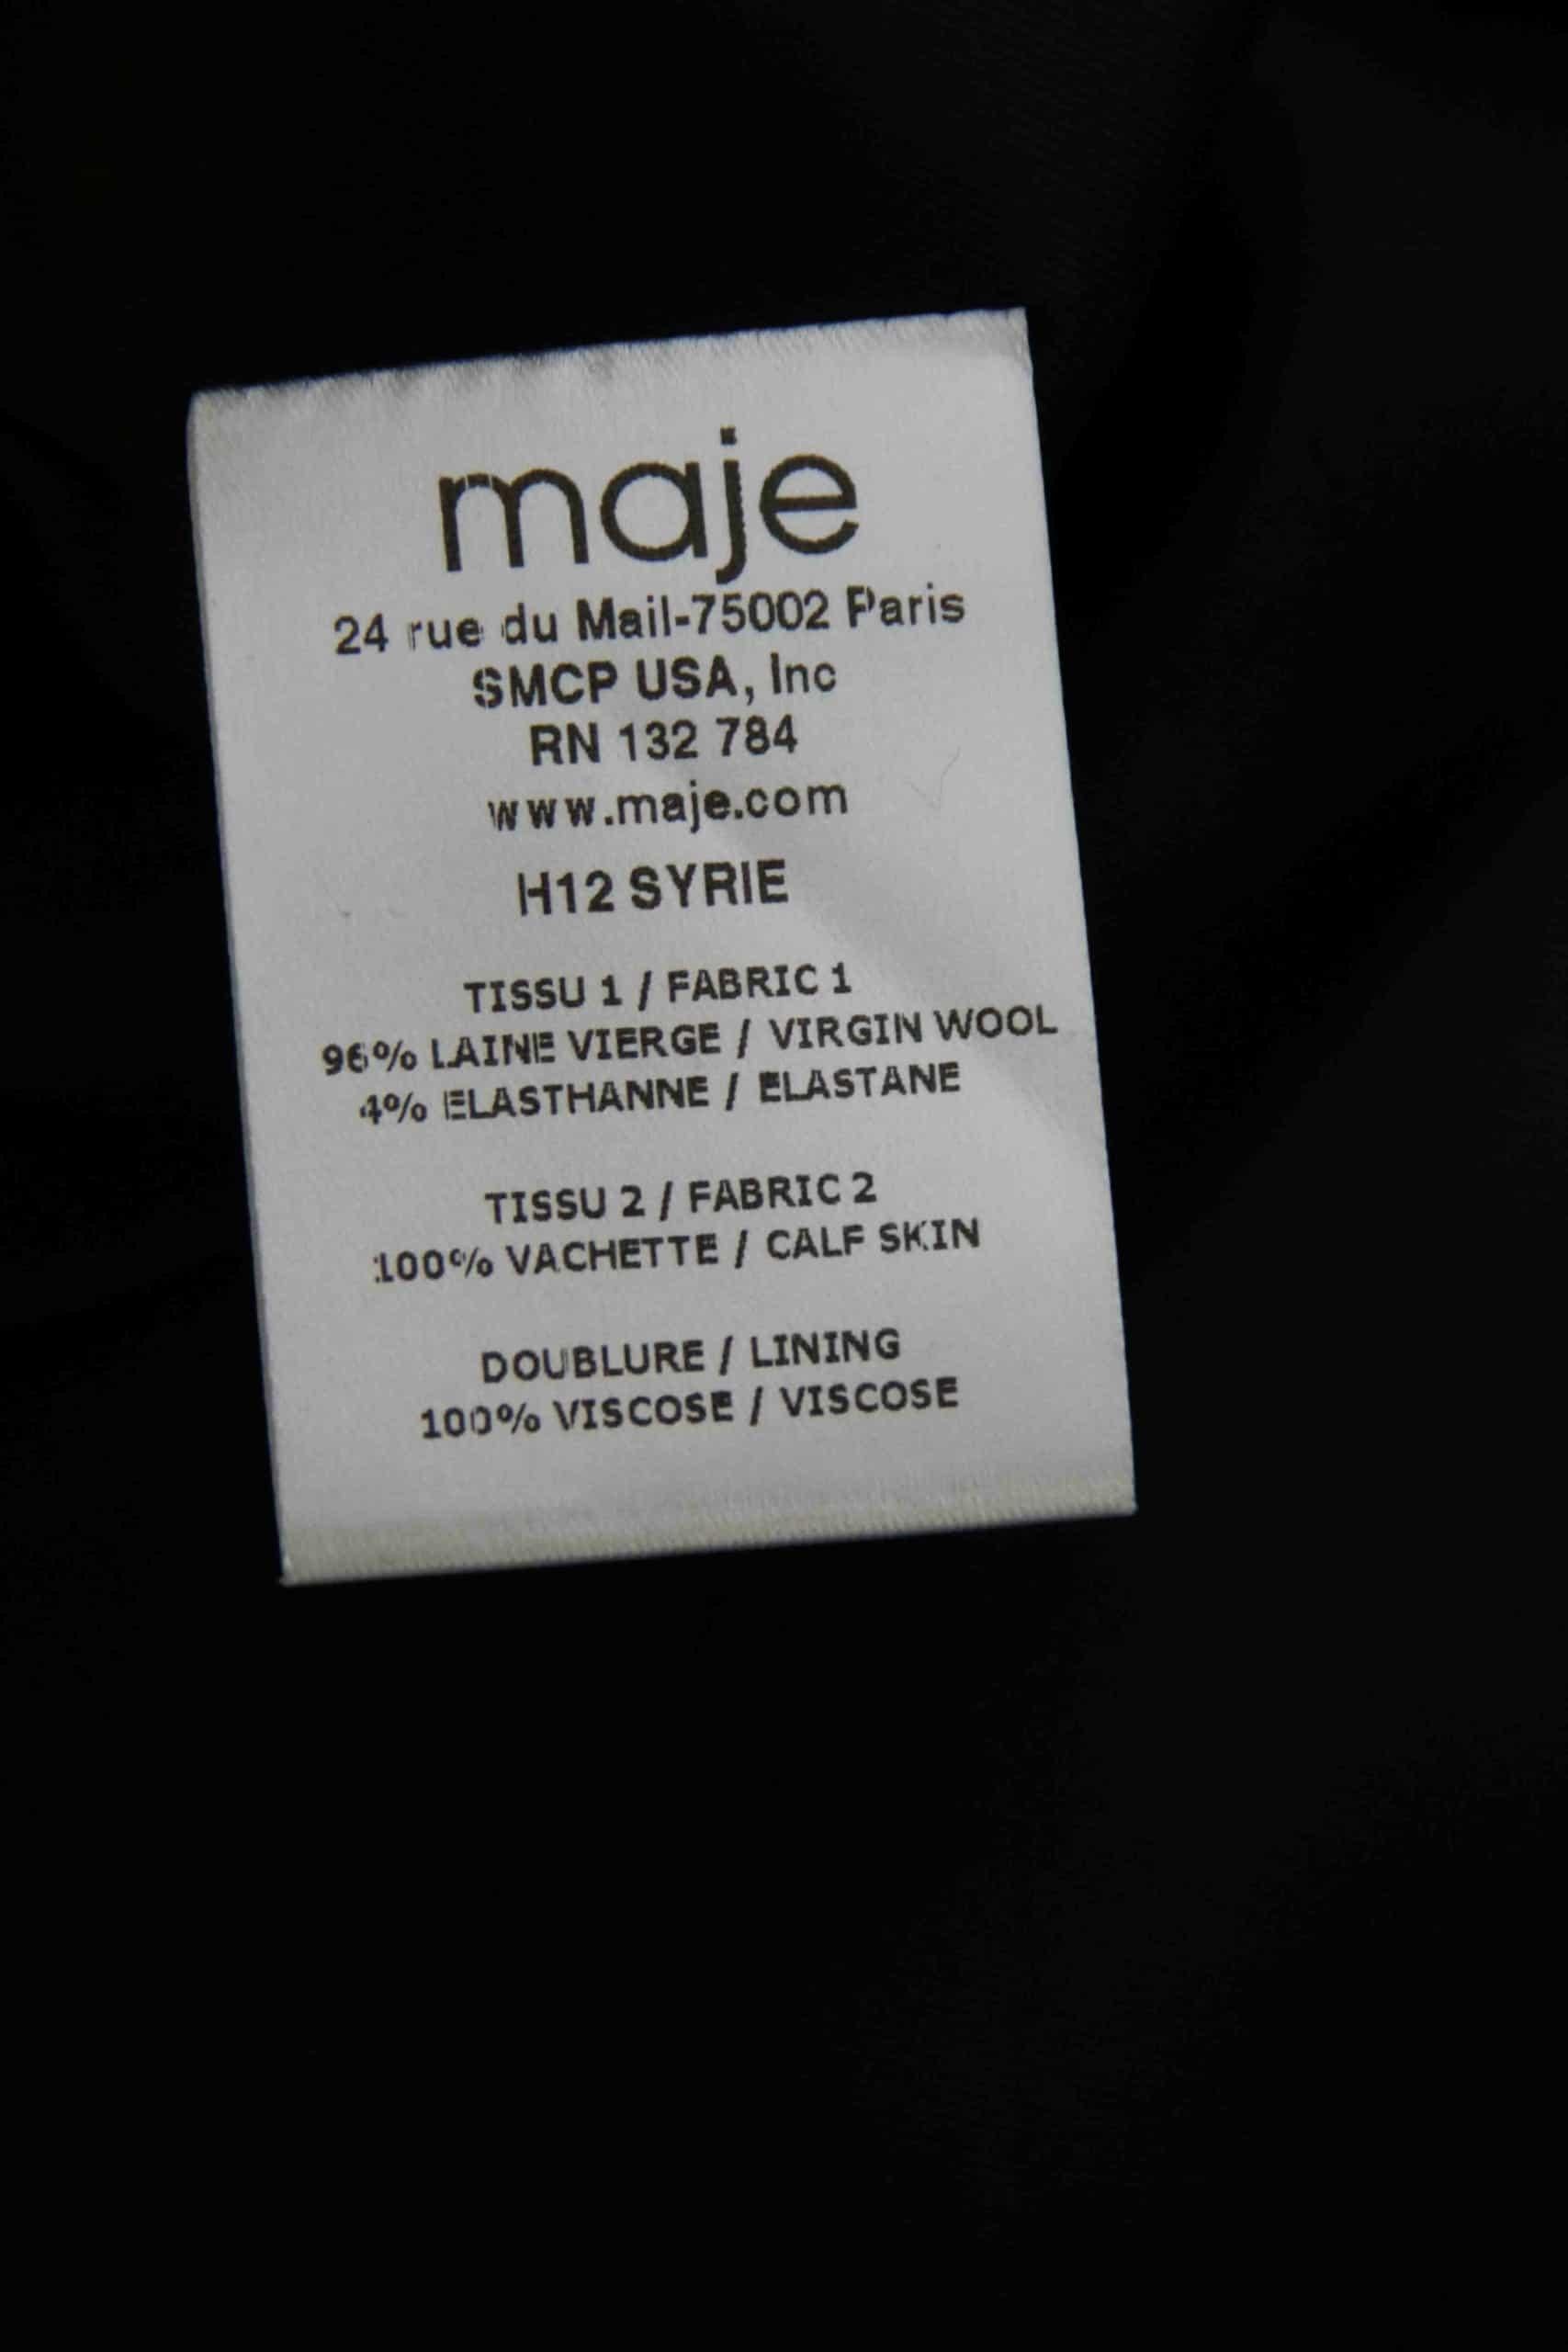 maje
24 rue du Mail-75002 Paris
SMCP USA, Inc
RN 132 784
www.maje.com
H12 SYRIE
TISSU 1 / FABRIC 1
96% LAINE VIERGE / VIRGIN WOOL
4% ELASTHANNE / ELASTANE
TISSU 2 / FABRIC 2
100% VACHETTE / CALF SKIN
DOUBLURE / LINING
100% VISCOSE / VISCOSE